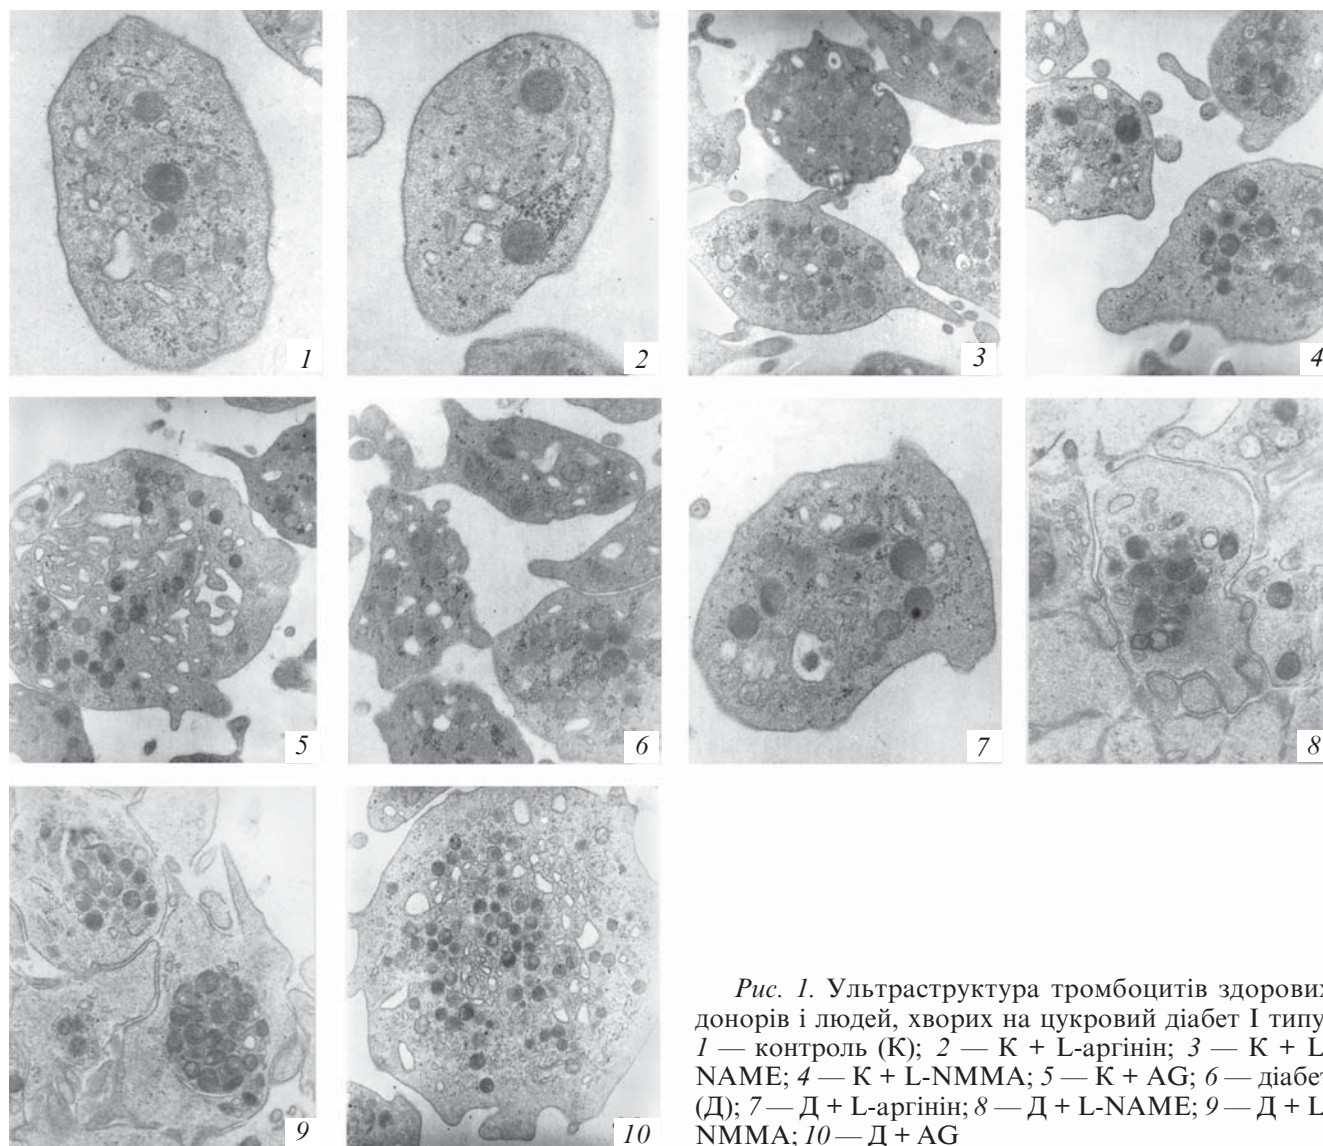 1
2
3
4
5
6
7
8
9
10
Рис. 1. Ультраструктура тромбоцитів здорових
донорів і людей, хворих на цукровий діабет I типу
1 — контроль (К); 2 — К + L-аргінін; 3 — К + L
NAME; 4 — К + L-NMMA; 5 — К + AG; 6 — діабет
(Д); 7 — Д + L-аргінін; 8 — Д + L-NAME; 9 — Д + L
NMMA; 10 — Д + AG